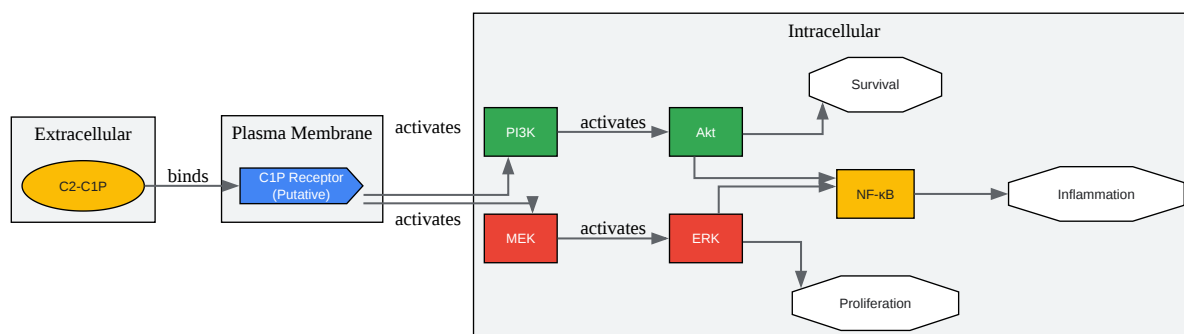 Intracellular
Extracellular
Plasma Membrane
C2-C1P
binds
C1P Receptor
(Putative)
activates
activates
PI3K
activates
Akt
Survival
MEK
activates
ERK
NF-κB
Inflammation
Proliferation